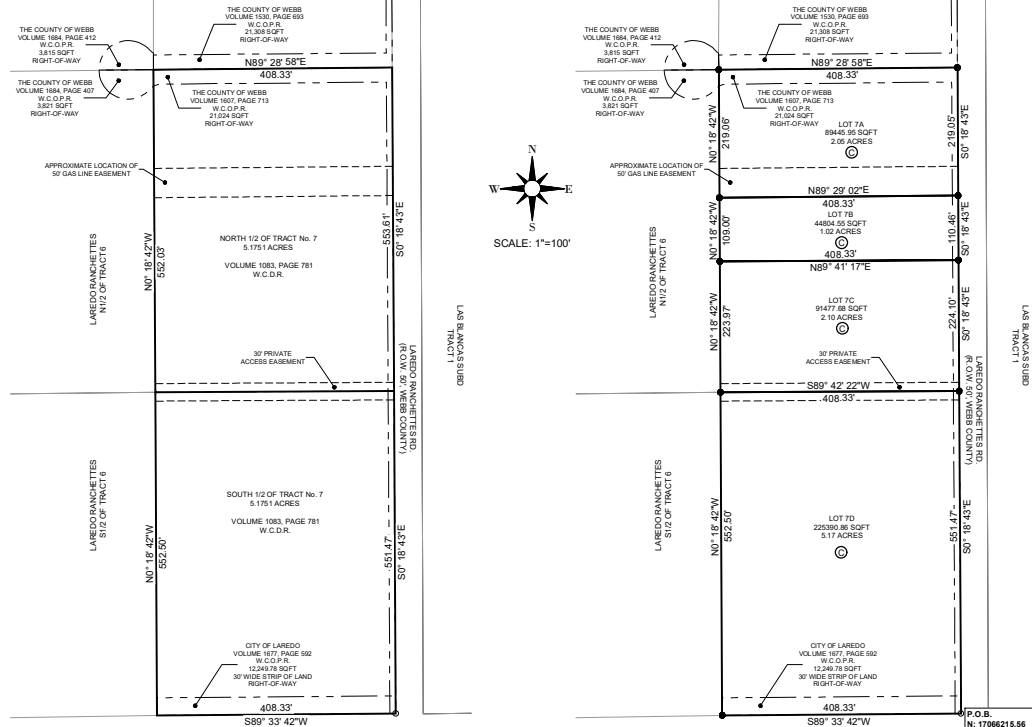 THE COUNTY OF WEBB
VOLUME 1530, PAGE 693
W.C.O.P.R.
21,308 SQFT
RIGHT-OF-WAY
THE COUNTY OF WEBB
VOLUME 1684, PAGE 412
W.C.O.P.R.
3,815 SQFT
RIGHT-OF-WAY
N89° 28' 58"E
408.33'
THE COUNTY OF WEBB
VOLUME 1684, PAGE 407
W.C.O.P.R.
3,821 SQFT
RIGHT-OF-WAY
THE COUNTY OF WEBB
VOLUME 1607, PAGE 713
W.C.O.P.R.
21,024 SQFT
RIGHT-OF-WAY
APPROXIMATE LOCATION OF
50' GAS LINE EASEMENT
NORTH 1/2 OF TRACT No. 7
5.1751 ACRES
VOLUME 1083, PAGE 781
W.C.D.R.
N0° 18' 42"W
552.03'
553.61'
S0° 18' 43"E
LAREDO RANCHETTES
N1/2 OF TRACT 6
30' PRIVATE
ACCESS EASEMENT
LAREDO RANCHETTES RD.
(R.O.W. 50', WEBB COUNTY)
LAS BLANCAS SUBD
TRACT 1
LAREDO RANCHETTES
S1/2 OF TRACT 6
SOUTH 1/2 OF TRACT No. 7
5.1751 ACRES
VOLUME 1083, PAGE 781
W.C.D.R.
N0° 18' 42"W
552.50'
551.47'
S0° 18' 43"E
CITY OF LAREDO
VOLUME 1677, PAGE 592
W.C.O.P.R.
12,249.78 SQFT
30' WIDE STRIP OF LAND
RIGHT-OF-WAY
408.33'
S89° 33' 42"W
N
W
E
S
SCALE: 1"=100'
THE COUNTY OF WEBB
VOLUME 1530, PAGE 693
W.C.O.P.R.
21,308 SQFT
RIGHT-OF-WAY
THE COUNTY OF WEBB
VOLUME 1684, PAGE 412
W.C.O.P.R.
3,815 SQFT
RIGHT-OF-WAY
N89° 28' 58"E
408.33'
THE COUNTY OF WEBB
VOLUME 1684, PAGE 407
W.C.O.P.R.
3,821 SQFT
RIGHT-OF-WAY
THE COUNTY OF WEBB
VOLUME 1607, PAGE 713
W.C.O.P.R.
21,024 SQFT
RIGHT-OF-WAY
N0° 18' 42"W
219.06'
LOT 7A
89445.95 SQFT
2.05 ACRES
C
219.05'
S0° 18' 43"E
APPROXIMATE LOCATION OF
50' GAS LINE EASEMENT
N89° 29' 02"E
408.33'
N0° 18' 42"W
109.00'
LOT 7B
44804.55 SQFT
1.02 ACRES
C
110.46'
S0° 18' 43"E
408.33'
N89° 41' 17"E
LAREDO RANCHETTES
N1/2 OF TRACT 6
N0° 18' 42"W
223.97'
LOT 7C
91477.68 SQFT
2.10 ACRES
C
224.10'
S0° 18' 43"E
30' PRIVATE
ACCESS EASEMENT
S89° 42' 22"W
408.33'
LAREDO RANCHETTES RD.
(R.O.W. 50', WEBB COUNTY)
LAS BLANCAS SUBD
TRACT 1
LAREDO RANCHETTES
S1/2 OF TRACT 6
N0° 18' 42"W
552.50'
LOT 7D
225390.86 SQFT
5.17 ACRES
C
551.47'
S0° 18' 43"E
CITY OF LAREDO
VOLUME 1677, PAGE 592
W.C.O.P.R.
12,249.78 SQFT
30' WIDE STRIP OF LAND
RIGHT-OF-WAY
408.33'
S89° 33' 42"W
P.O.B.
N: 17066215.56